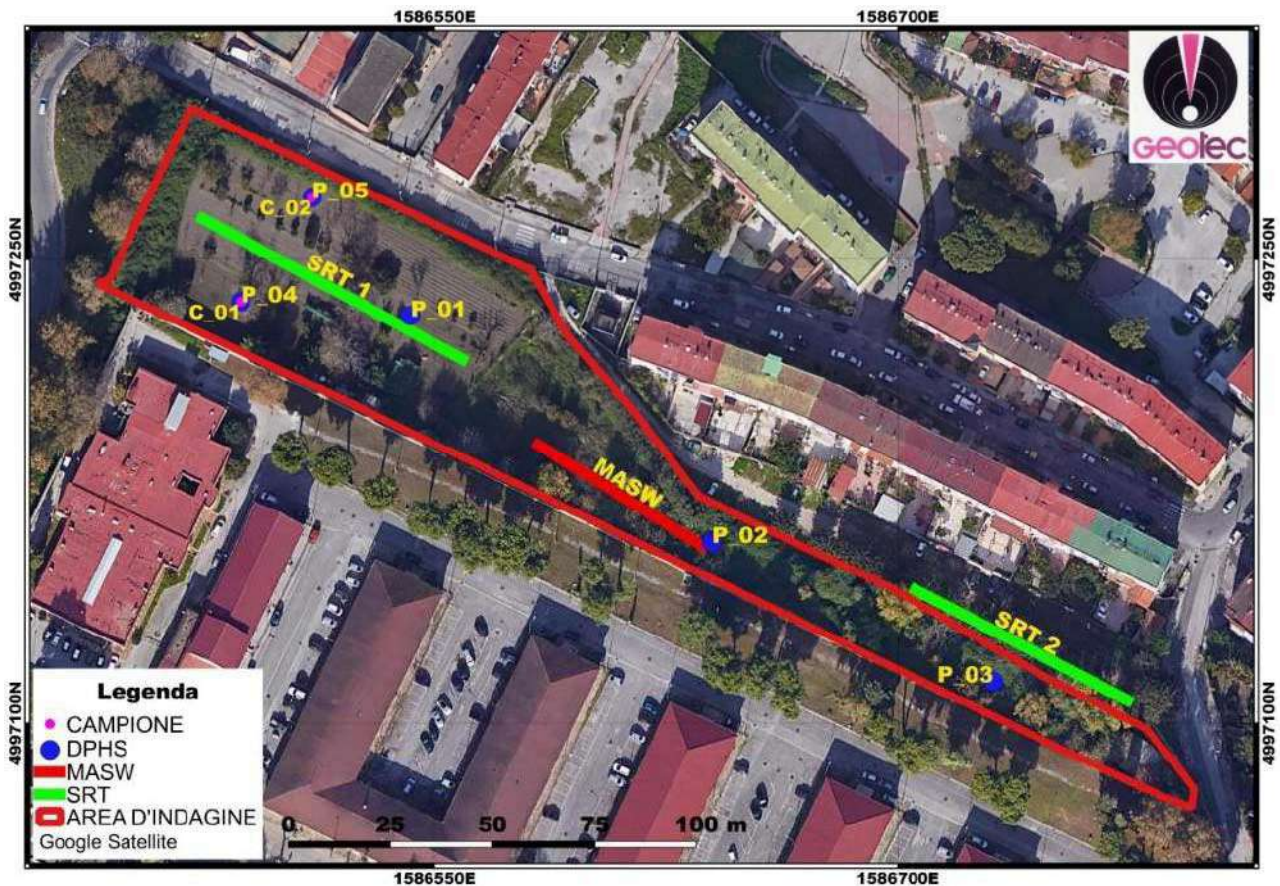 1586550E
1586700E
GEOTEC
4997250N
4997250N
P_05
C_02
SRT 1
P_04
C_01
P_01
MASW
P_02
SRT 2
P_03
4997100N
4997100N
Legenda
CAMPIONE
DPHS
MASW
SRT
AREA D'INDAGINE
Google Satellite
0 25 50 75 100 m
1586550E
1586700E